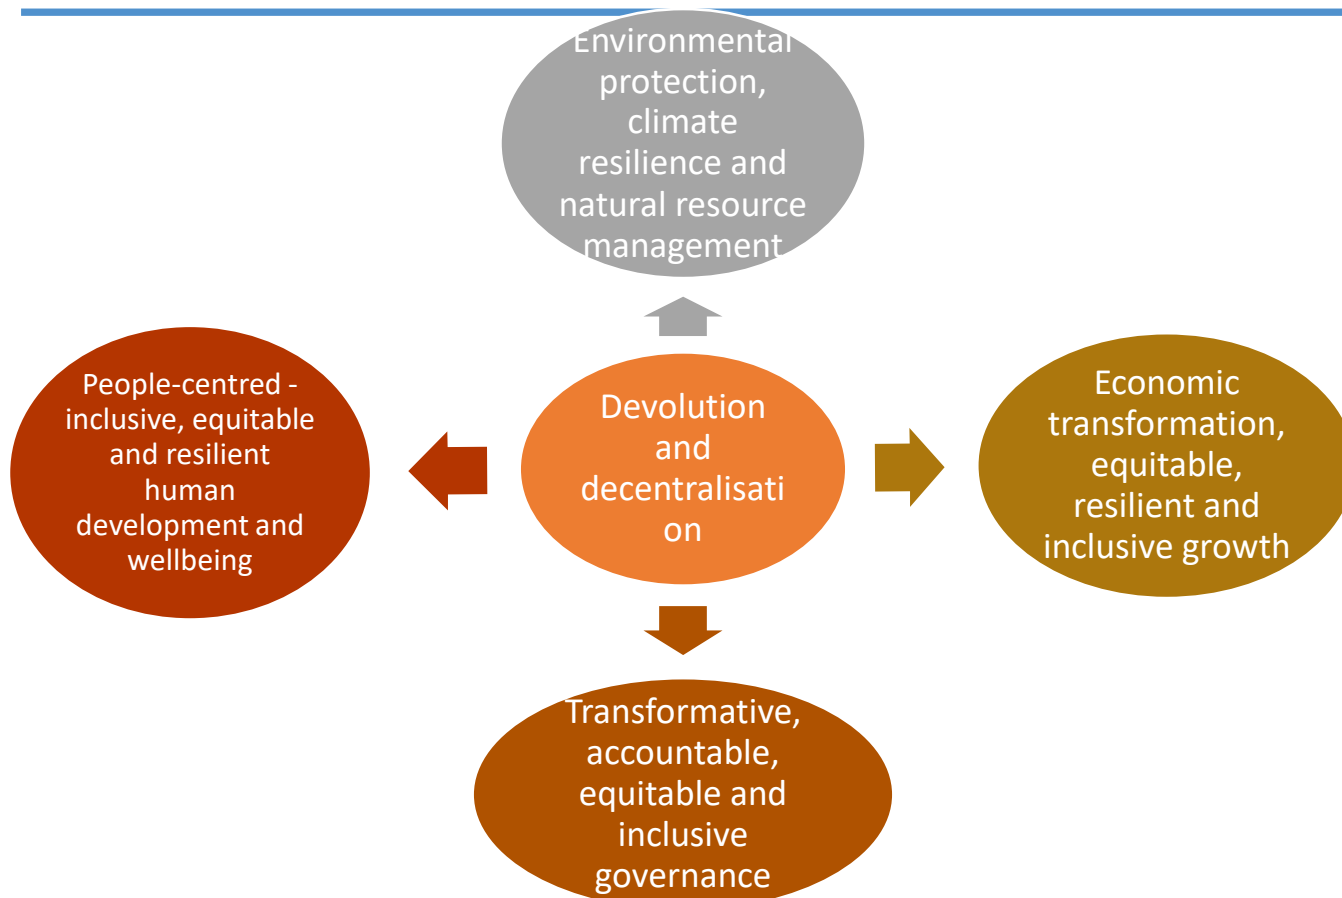 Environmental
protection,
climate
resilience and
natural resource
management
People-centred -
inclusive, equitable
and resilient
human
development and
wellbeing
Devolution
and
decentralisati
on
Economic
transformation,
equitable,
resilient and
inclusive growth
Transformative,
accountable,
equitable and
inclusive
governance